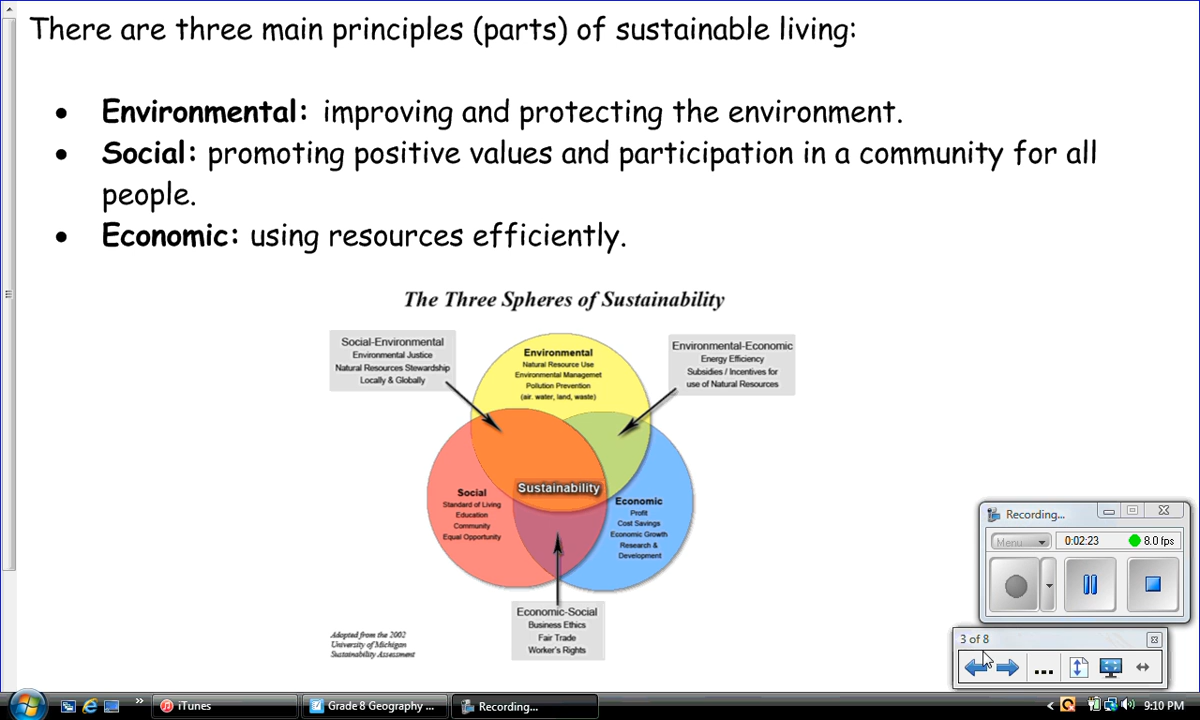 There are three main principles (parts) of sustainable living:
• Environmental: improving and protecting the environment.
• Social: promoting positive values and participation in a community for all
people.
• Economic: using resources efficiently.
The Three Spheres of Sustainability
Social-Environmental
Environmental Justice
Natural Resources Stewardship
Locally & Globally
Environmental
Natural Resource Use
Environmental Managemet
Pollution Prevention
(air, water, land, waste)
Environmental-Economic
Energy Efficiency
Subsidies / Incentives for
use of Natural Resources
Sustainability
Social
Standard of Living
Education
Community
Equal Opportunity
Economic
Profit
Cost Savings
Economic Growth
Research &
Development
Economic-Social
Business Ethics
Fair Trade
Worker's Rights
Adopted from the 2002
University of Michigan
Sustainability Assessment
Recording...
Menu
0:02:23
8.0 fps
3 of 8
iTunes
Grade 8 Geography ...
Recording...
9:10 PM